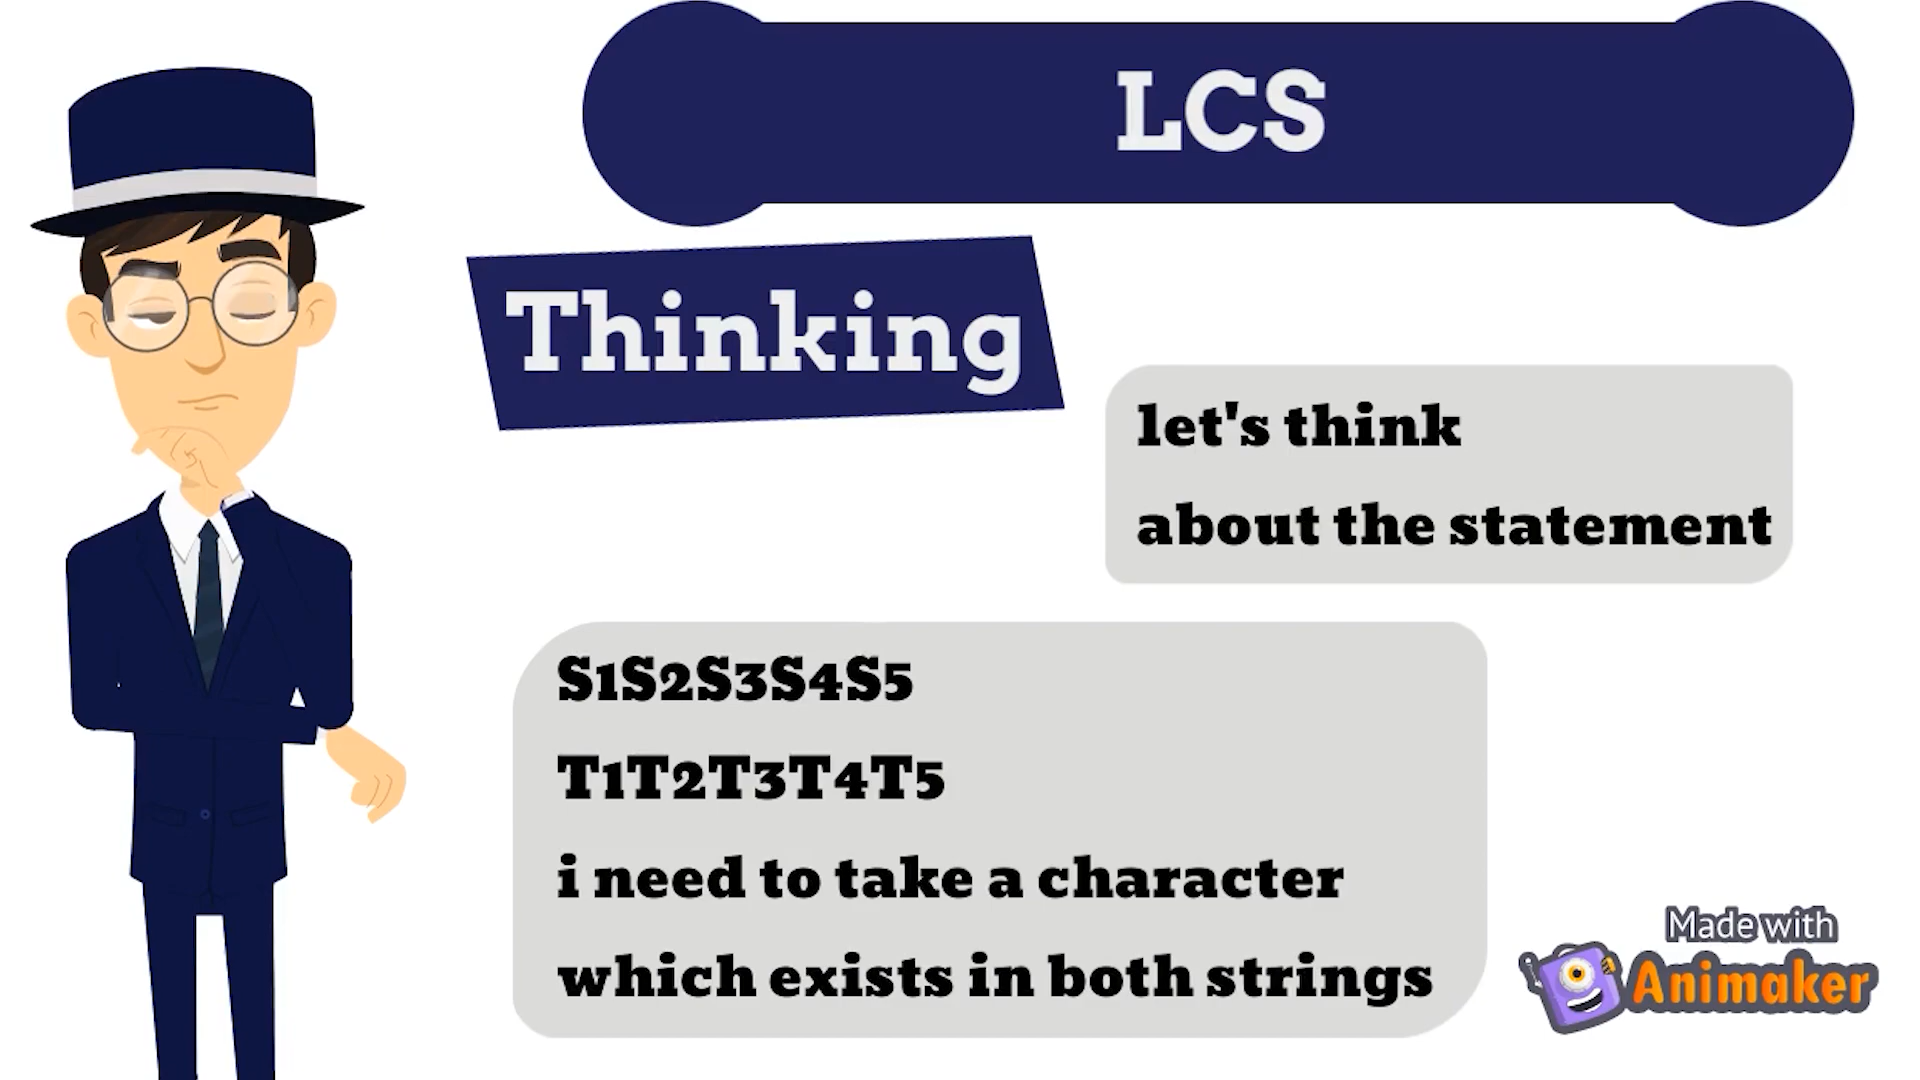 LCS
Thinking
let's think
about the statement
S1S2S3S4S5
T1T2T3T4T5
i need to take a character
which exists in both strings
Made with
Animaker